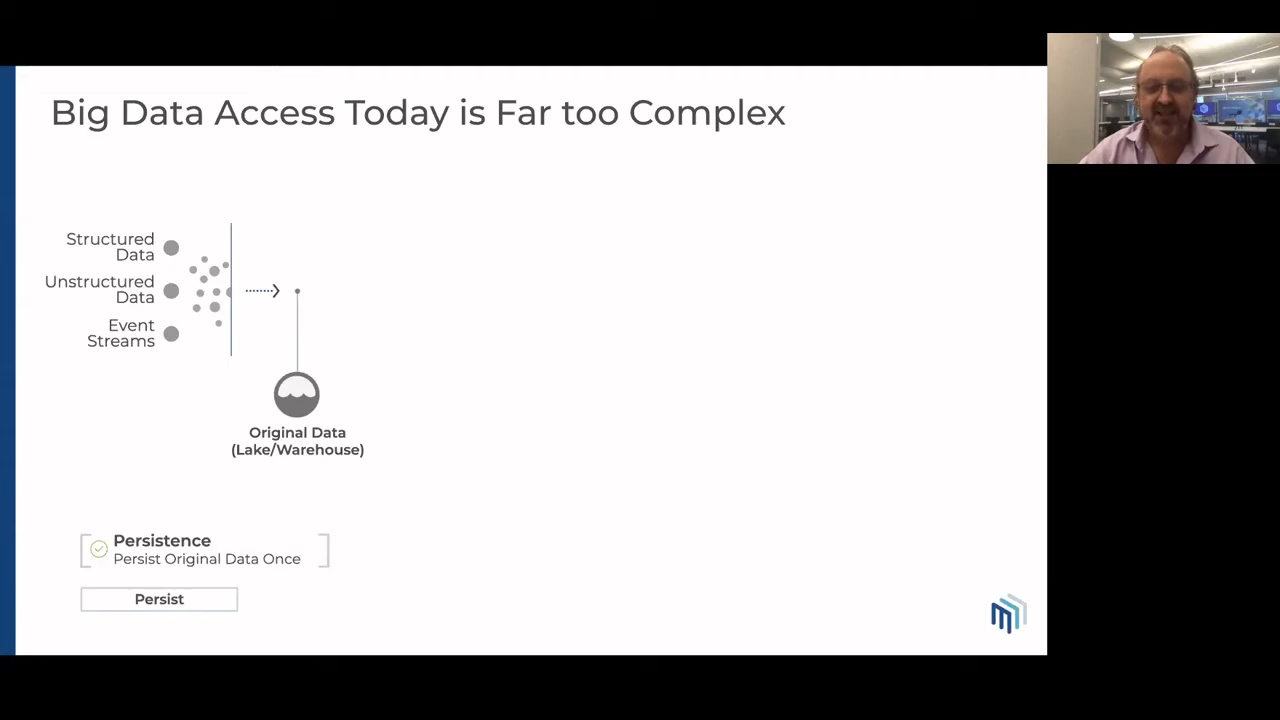 Big Data Access Today is Far too Complex
Structured
Data
Unstructured
Data
Event
Streams
Original Data
(Lake/Warehouse)
Persistence
Persist Original Data Once
Persist